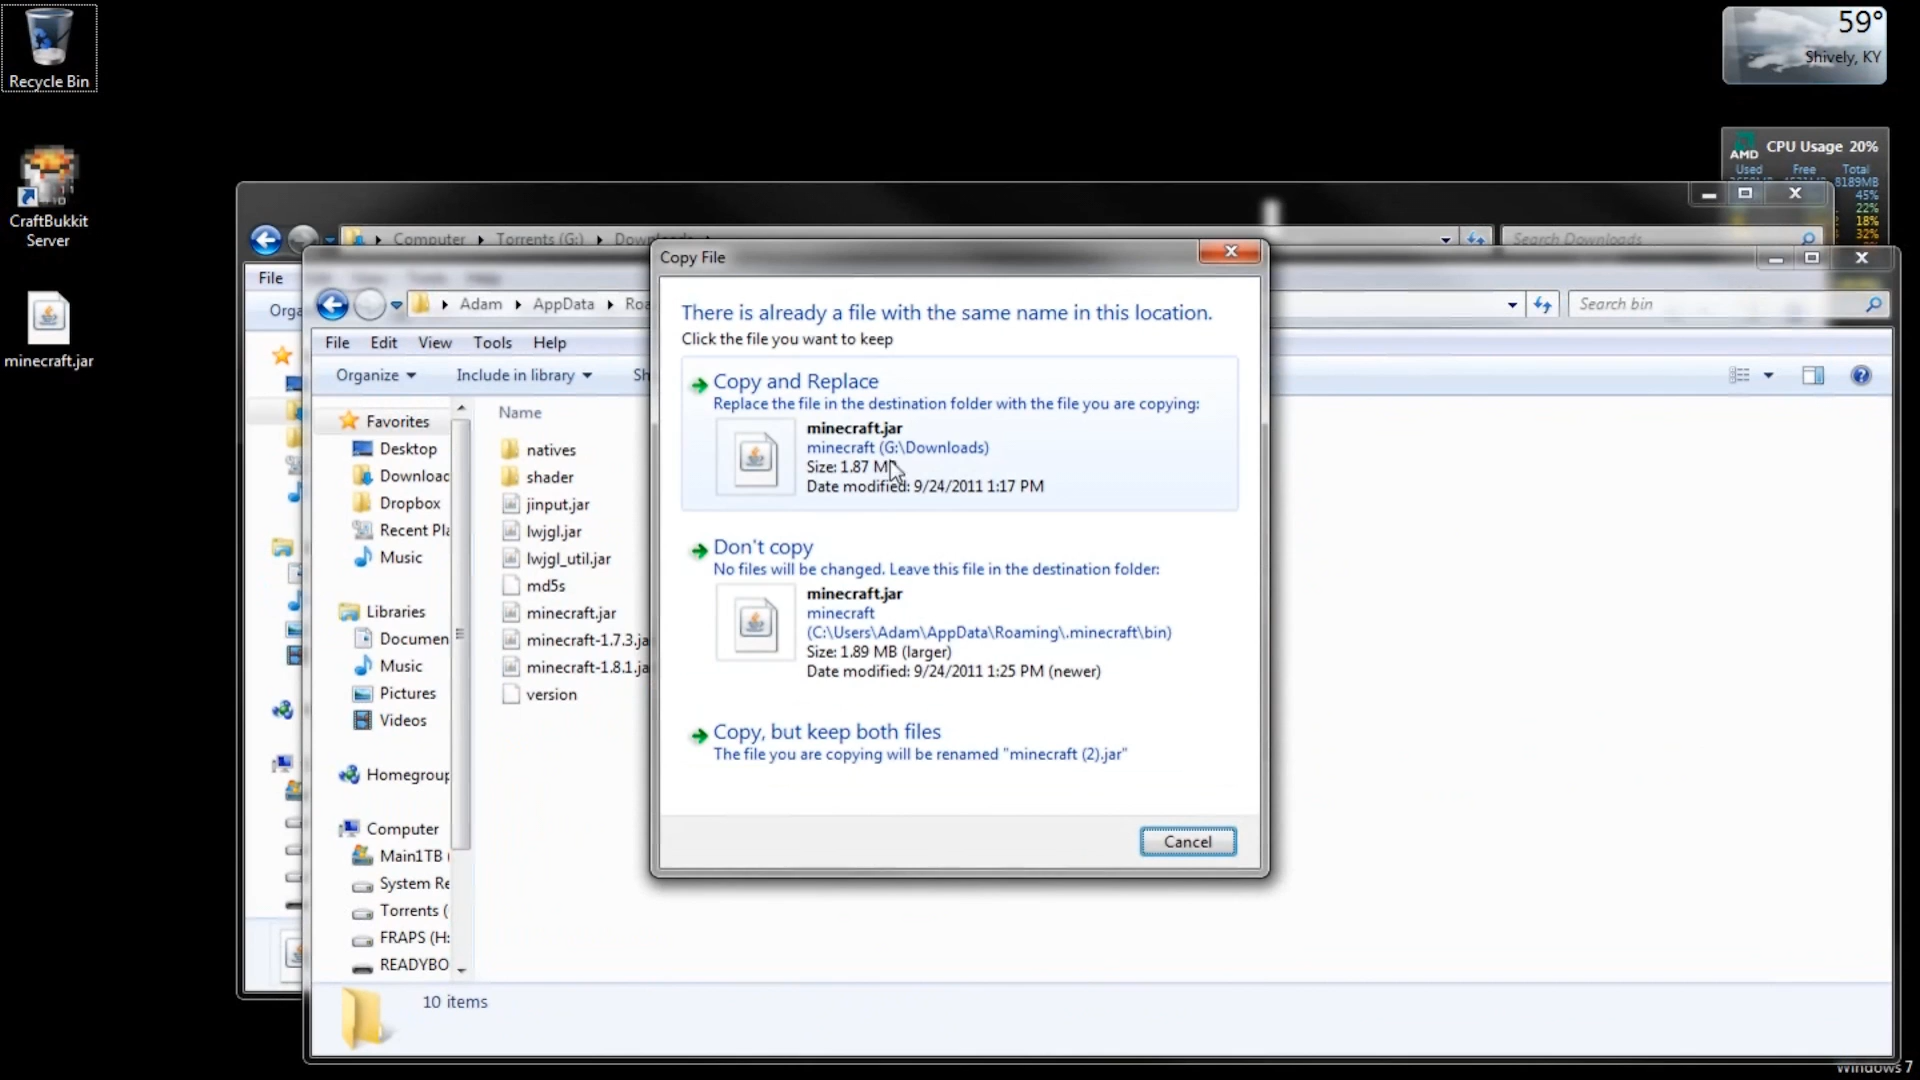 Recycle Bin
CraftBukkit
Server
minecraft.jar
59°
Shively, KY
AMD
CPU Usage 20%
Used Free Total
8189MB
45%
22%
18%
32%
Computer Torrents (G:) Downloads
Search Downloads
File
Orga
Adam AppData Roa
Search bin
File Edit View Tools Help
Organize Include in library Sh
Favorites
Desktop
Downloac
Dropbox
Recent Pla
Music
Libraries
Documen
Music
Pictures
Videos
Homegroup
Computer
Main1TB (
System Re
Torrents (
FRAPS (H:
READYBO
Name
natives
shader
jinput.jar
lwjgl.jar
lwjgl_util.jar
md5s
minecraft.jar
minecraft-1.7.3.ja
minecraft-1.8.1.ja
version
10 items
Copy File
There is already a file with the same name in this location.
Click the file you want to keep
Copy and Replace
Replace the file in the destination folder with the file you are copying:
minecraft.jar
minecraft (G:\Downloads)
Size: 1.87 M
Date modified: 9/24/2011 1:17 PM
Don't copy
No files will be changed. Leave this file in the destination folder:
minecraft.jar
minecraft
(C:\Users\Adam\AppData\Roaming\.minecraft\bin)
Size: 1.89 MB (larger)
Date modified: 9/24/2011 1:25 PM (newer)
Copy, but keep both files
The file you are copying will be renamed "minecraft (2).jar"
Cancel
Windows 7